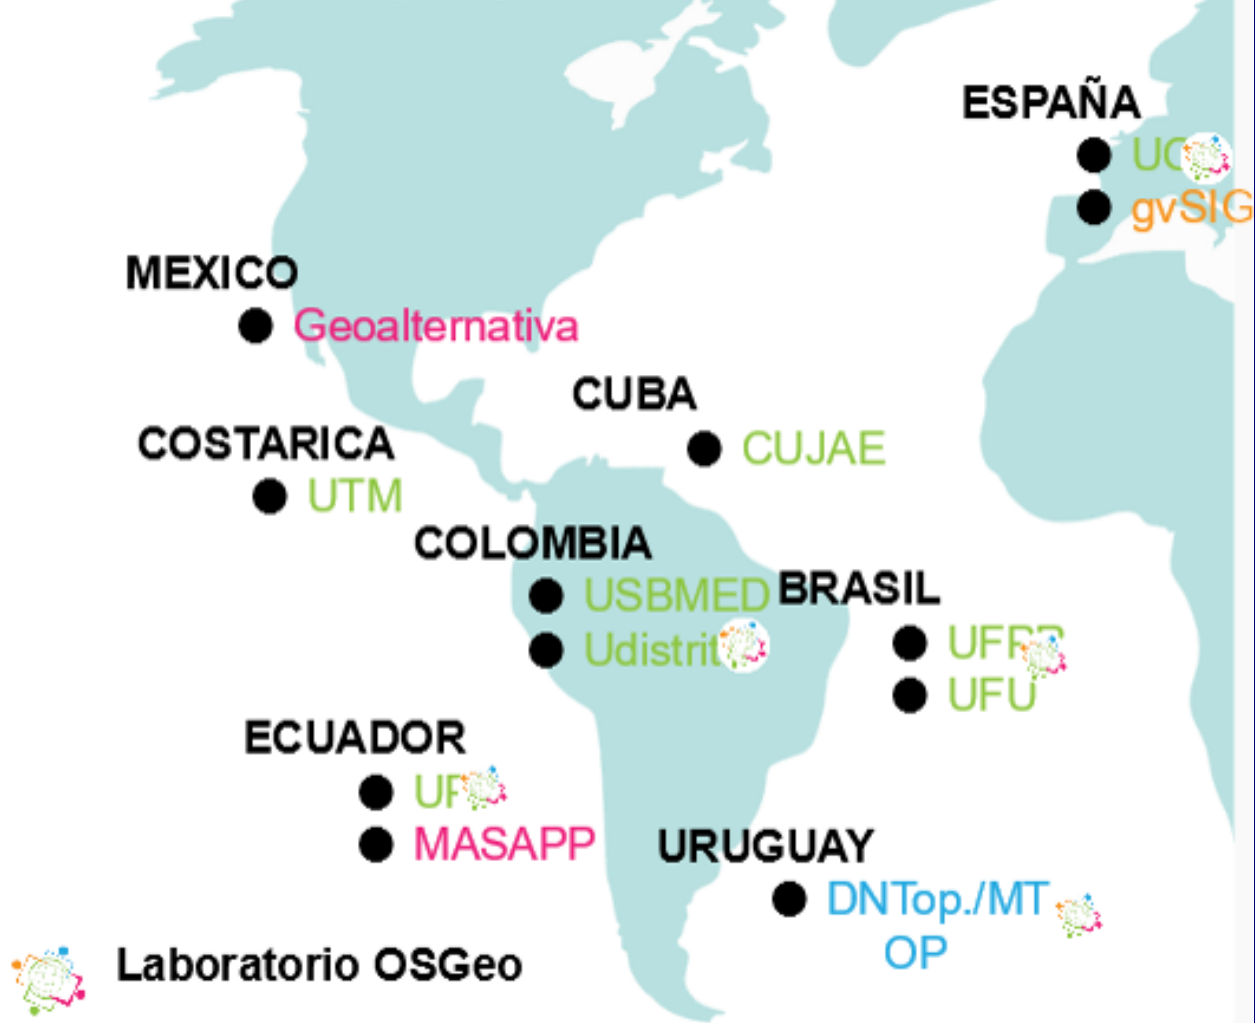 ESPAÑA
gvSIG
MEXICO
Geoalternativa
CUBA
CUJAE
COSTARICA
UTM
COLOMBIA
USBMED
BRASIL
UFU
ECUADOR
MASAPP
URUGUAY
DNTop./MT
OP
Laboratorio OSGeo